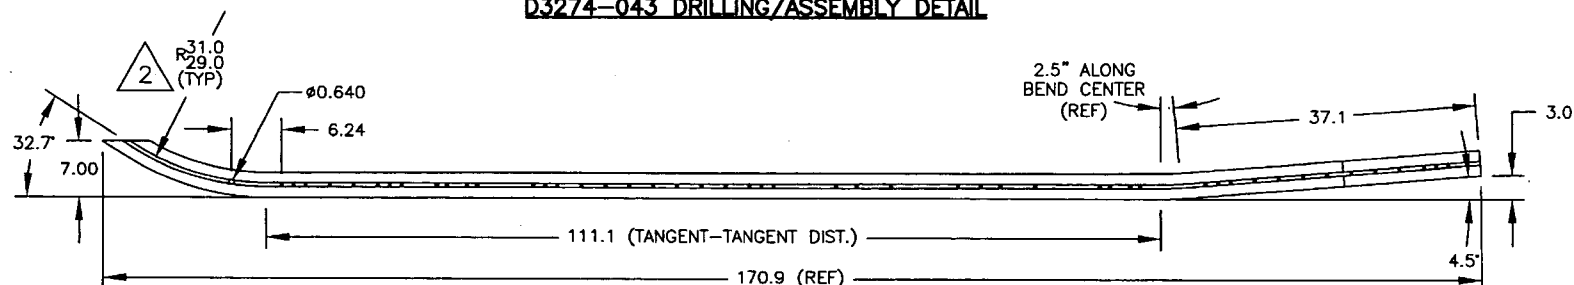 D3274-043 DRILLING/ASSEMBLY DETAIL
2
R31.0
29.0
(TYP)
ø0.640
6.24
2.5" ALONG
BEND CENTER
(REF)
37.1
3.0
32.7°
7.00
111.1 (TANGENT-TANGENT DIST.)
4.5°
170.9 (REF)